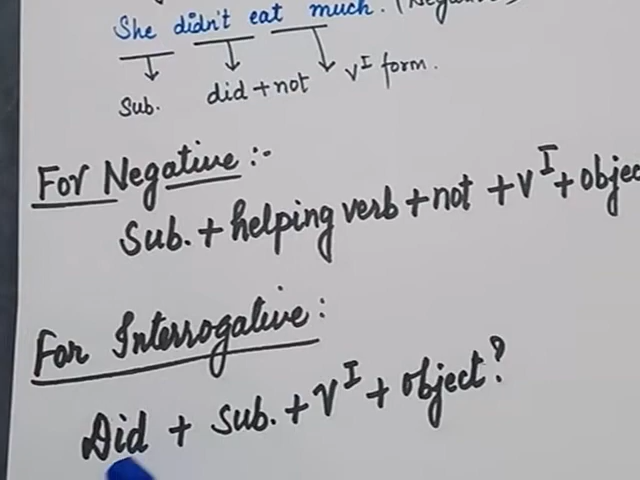 She didn't eat much. (Nega
Sub. did + not V^I form.
For Negative :-
Sub. + helping verb + not + V^I + objec
For Interrogative :
Did + Sub. + V^I + object?